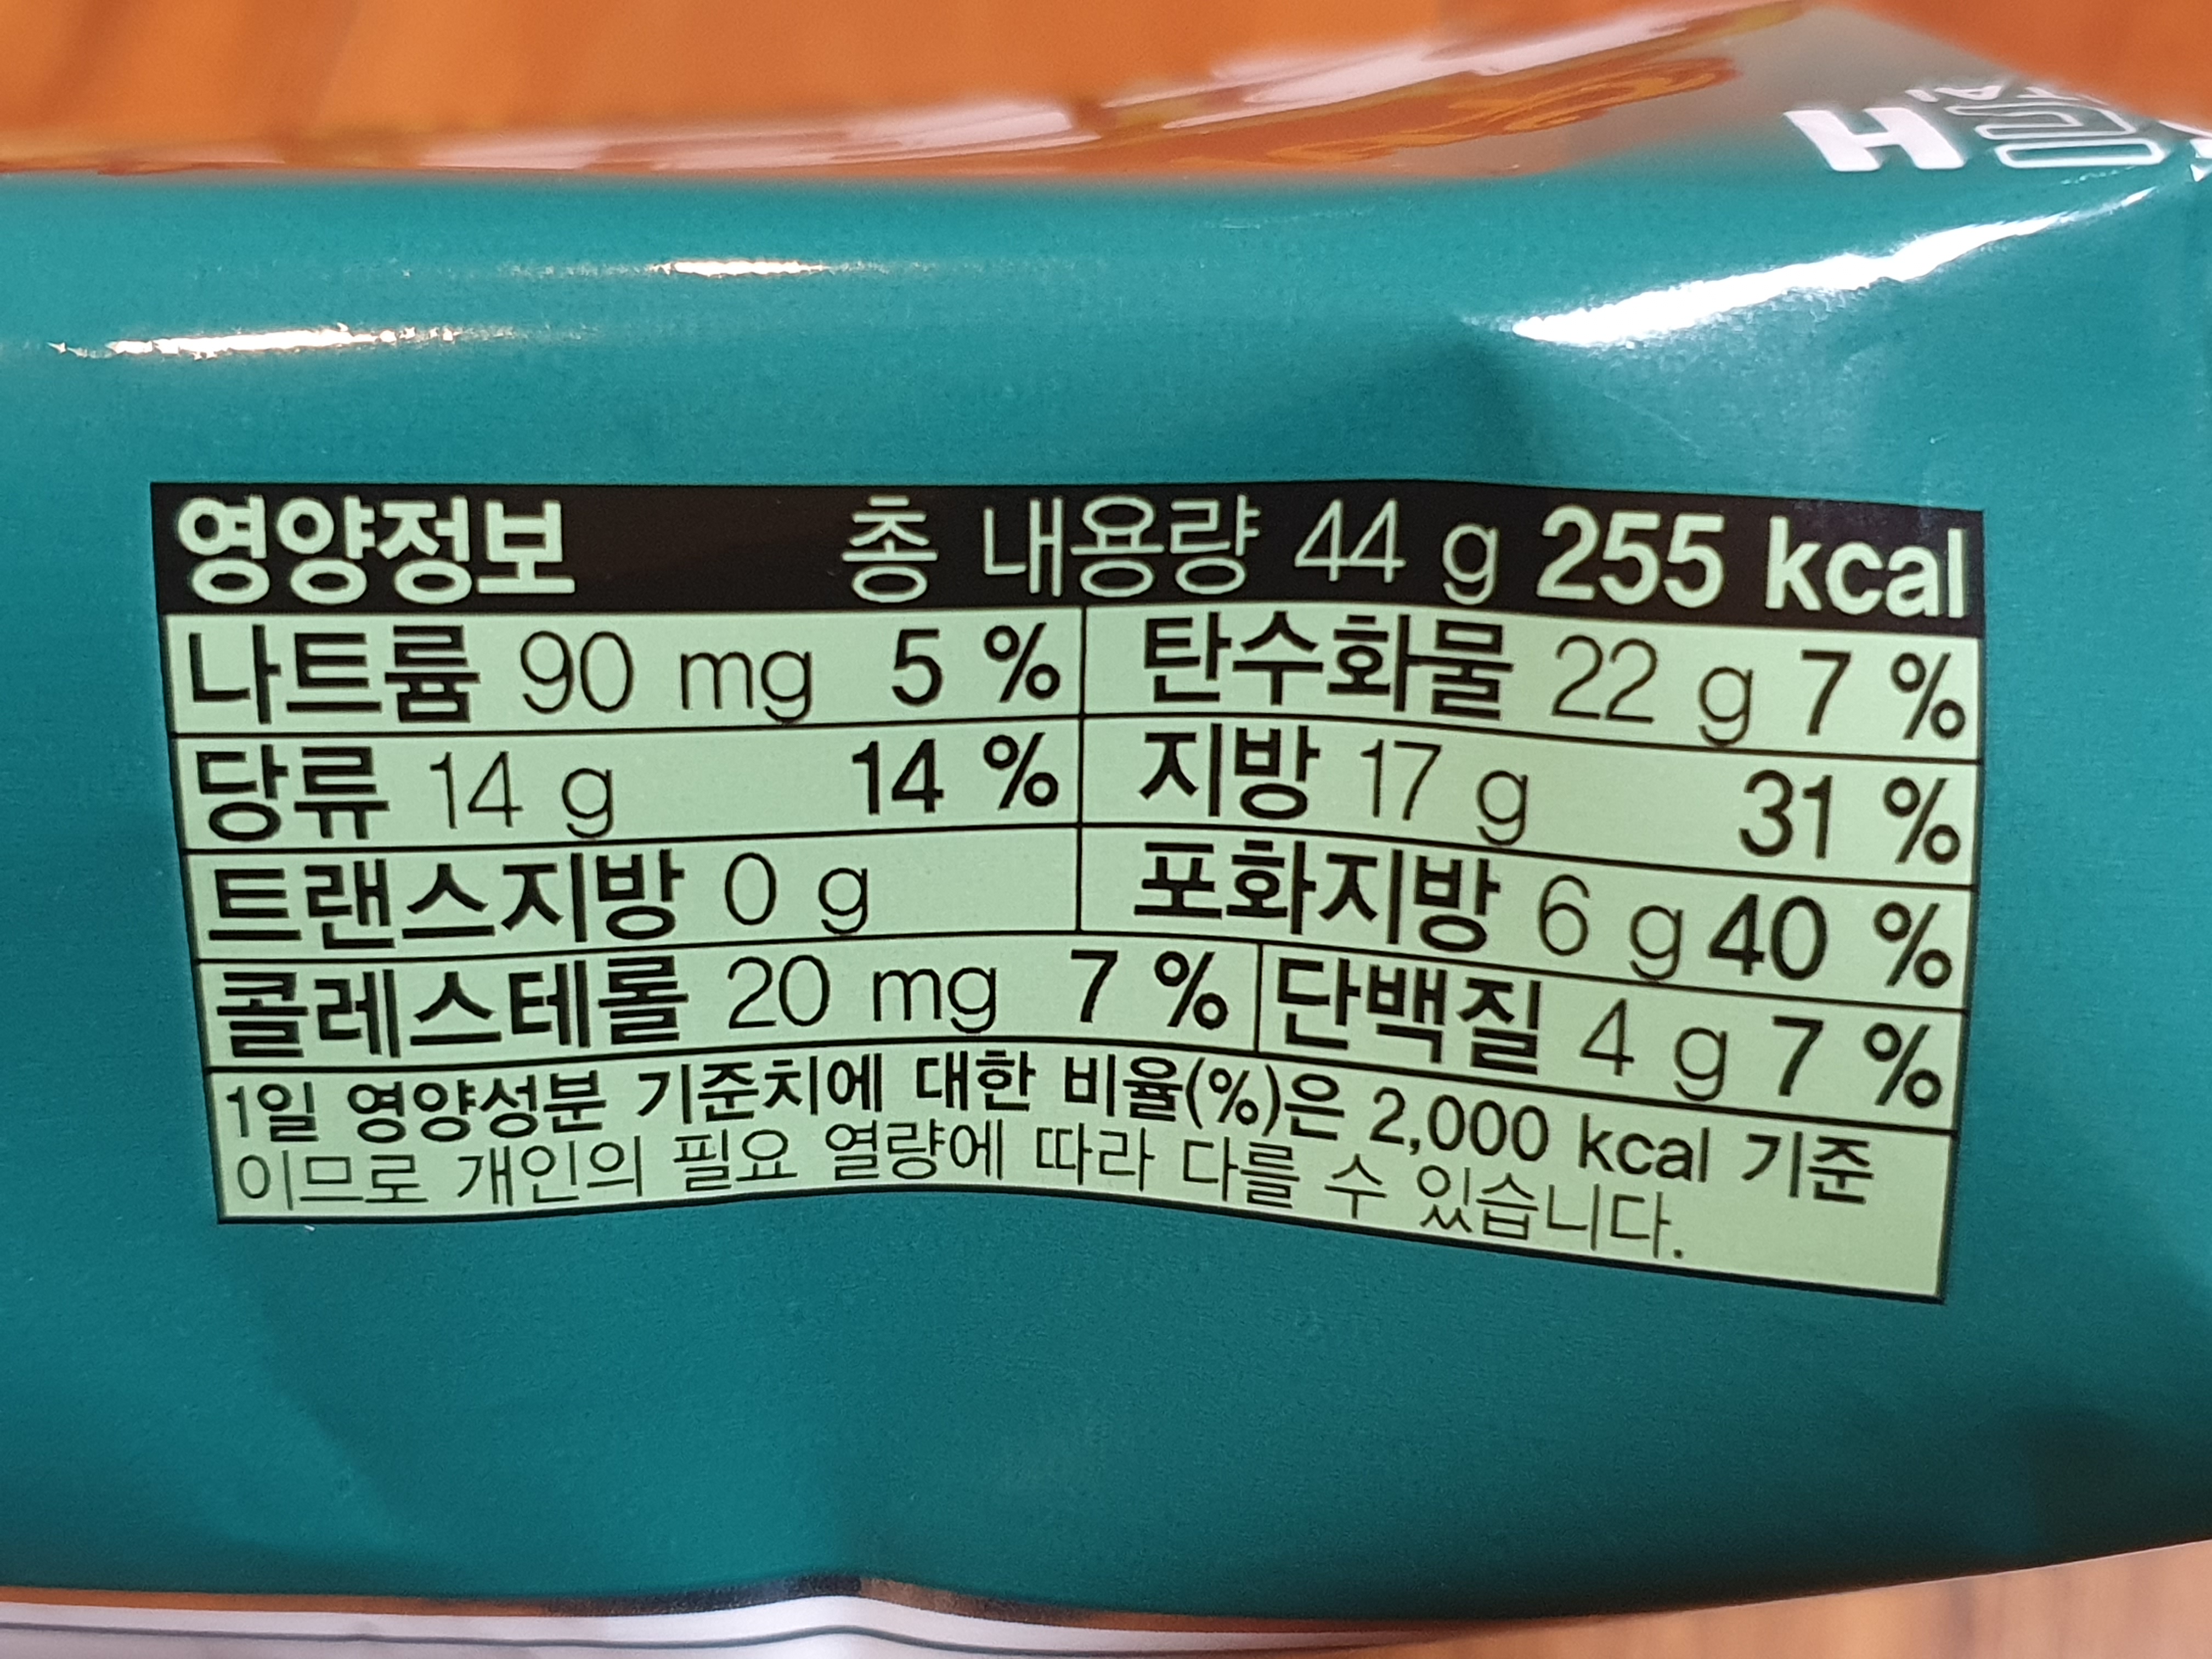 영양정보 총 내용량 44 g 255 kcal
나트륨 90 mg 5 % 탄수화물 22 g 7 %
당류 14 g 14 % 지방 17 g 31 %
트랜스지방 0 g 포화지방 6 g 40 %
콜레스테롤 20 mg 7 % 단백질 4 g 7 %
1일 영양성분 기준치에 대한 비율(%)은 2,000 kcal 기준
이므로 개인의 필요 열량에 따라 다를 수 있습니다.